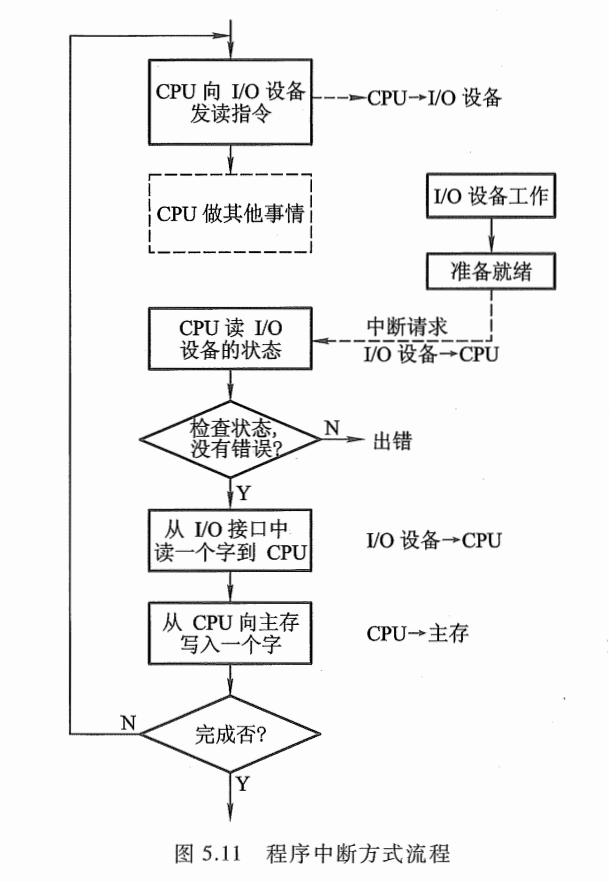 CPU 向 I/O 设备
发读指令
CPU→I/O 设备
CPU 做其他事情
I/O 设备工作
准备就绪
中断请求
I/O 设备→CPU
CPU 读 I/O
设备的状态
检查状态,
没有错误?
N
出错
Y
从 I/O 接口中
读一个字到 CPU
I/O 设备→CPU
从 CPU 向主存
写入一个字
CPU→主存
完成否?
N
Y
图 5.11 程序中断方式流程